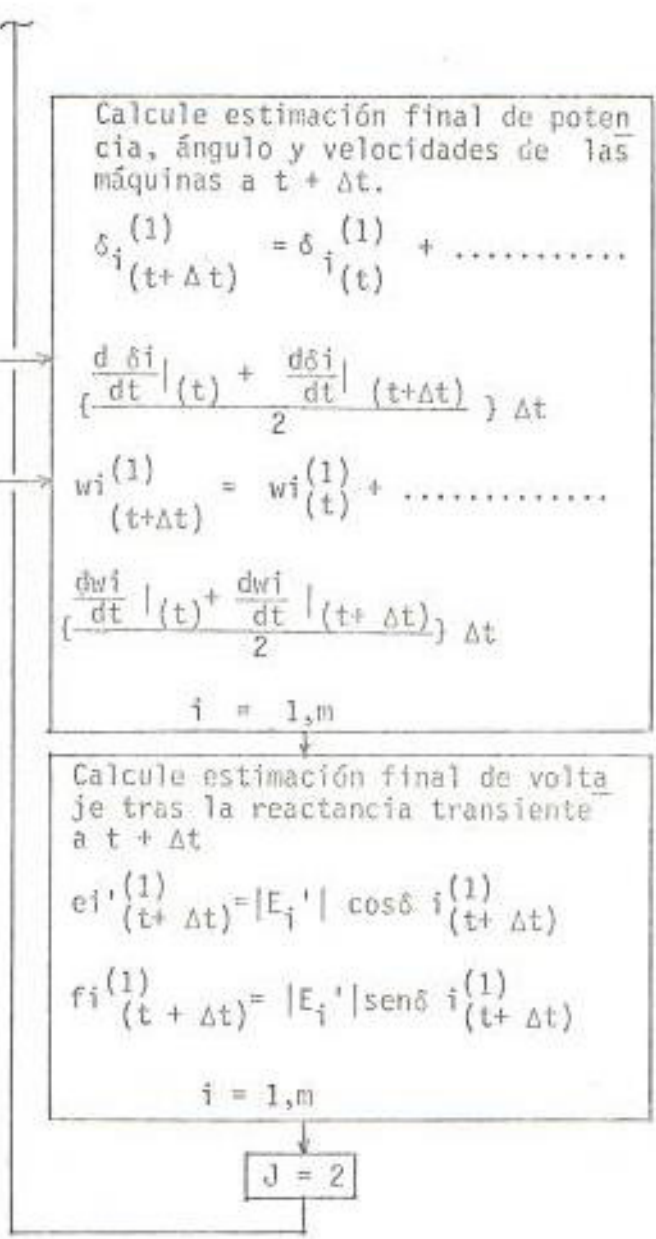 Calcule estimación final de poten
cia, ángulo y velocidades de las
máquinas a t + Δt.
δi(1)(t+Δt) = δi(1)(t) + ...........
{(d δi/dt|(t) + dδi/dt|(t+Δt))/2} Δt
wi(1)(t+Δt) = wi(1)(t) + .............
{(dwi/dt|(t) + dwi/dt|(t+ Δt))/2} Δt
i = 1,m
Calcule estimación final de volta
je tras la reactancia transiente
a t + Δt
ei'(1)(t+ Δt)=|Ei'| cosδ i(1)(t+ Δt)
fi(1)(t + Δt)= |Ei'|senδ i(1)(t+ Δt)
i = 1,m
J = 2